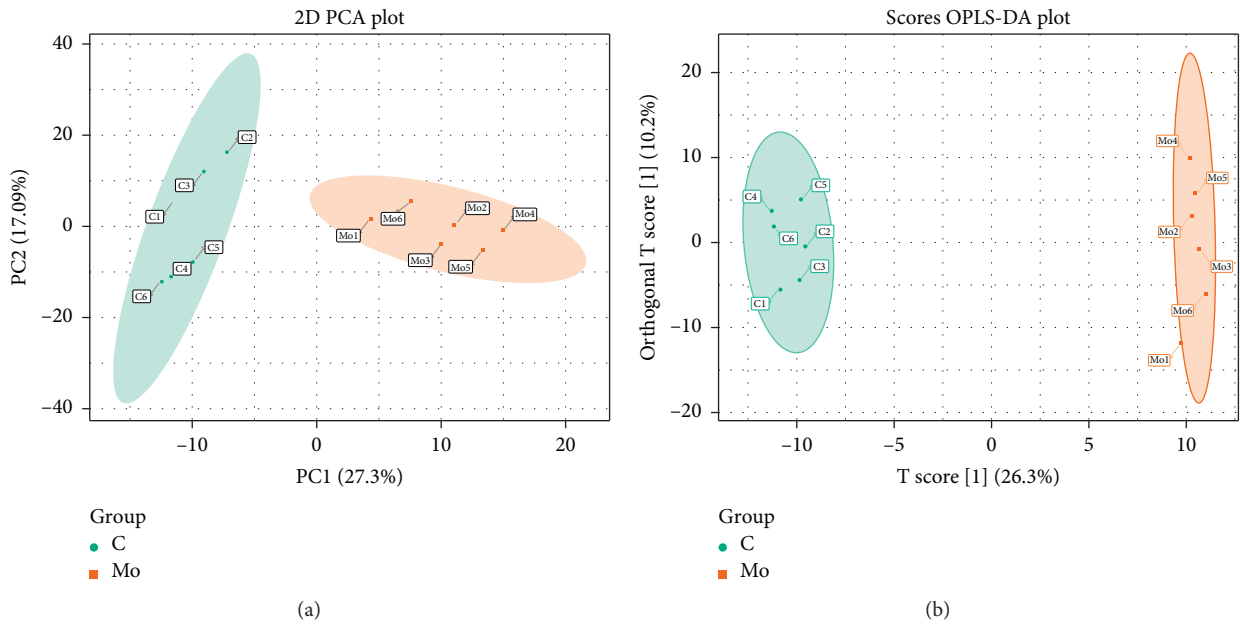 2D PCA plot
40
20
0
−20
−40
PC2 (17.09%)
C2
C3
C1
C5
C4
C6
Mo6
Mo2
Mo4
Mo1
Mo3
Mo5
−10
0
10
20
PC1 (27.3%)
Group
C
Mo
(a)
Scores OPLS-DA plot
20
10
0
−10
−20
Orthogonal T score [1] (10.2%)
C5
C4
C2
C6
C3
C1
Mo4
Mo5
Mo2
Mo3
Mo6
Mo1
−10
−5
0
5
10
T score [1] (26.3%)
Group
C
Mo
(b)